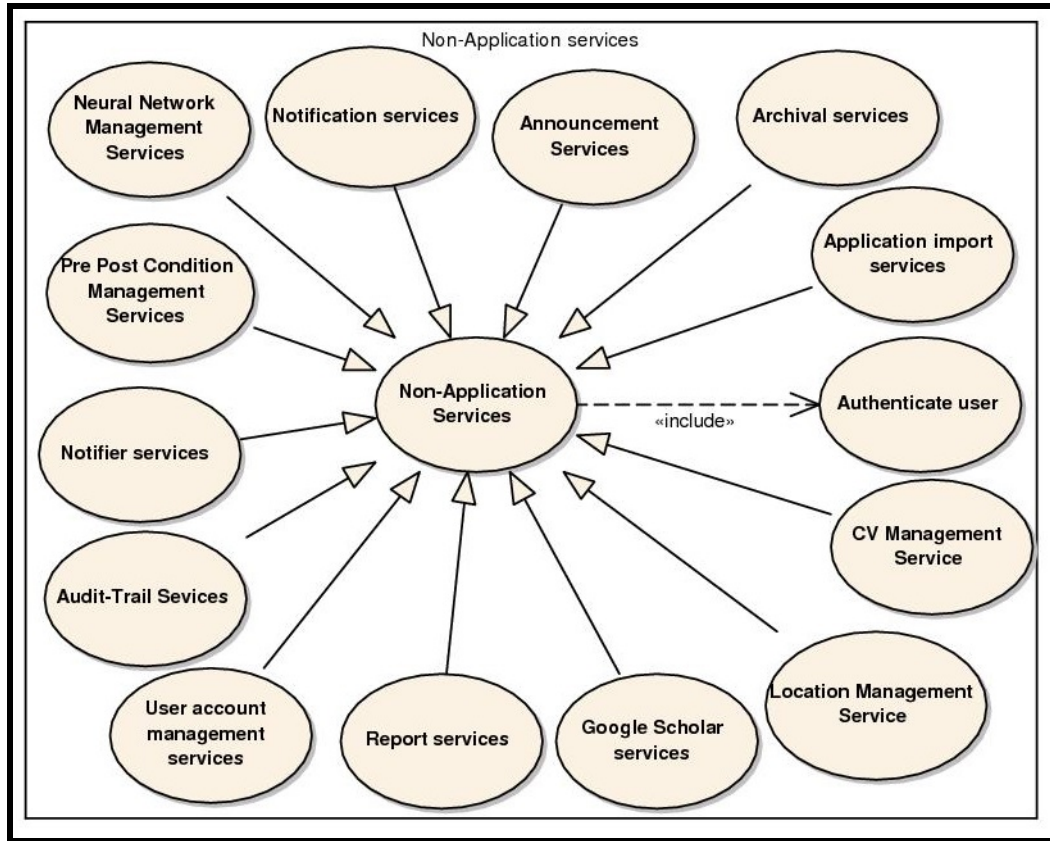 Non-Application services
Neural Network
Management
Services
Notification services
Announcement
Services
Archival services
Application import
services
Pre Post Condition
Management
Services
Non-Application
Services
«include»
Authenticate user
Notifier services
CV Management
Service
Audit-Trail Sevices
Location Management
Service
User account
management
services
Report services
Google Scholar
services